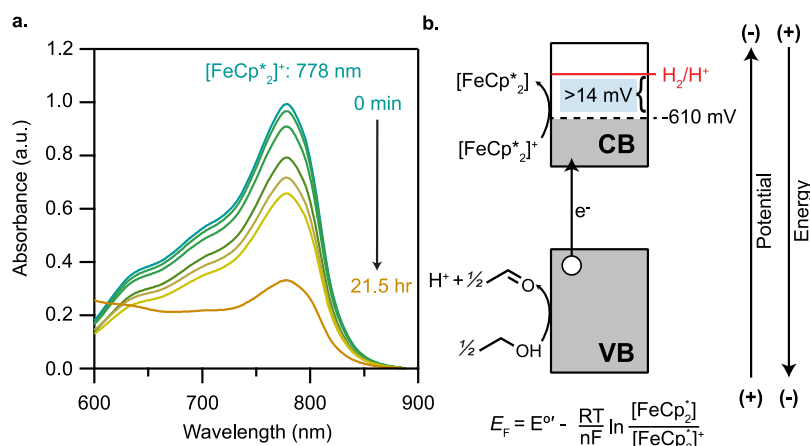 a.
1.2
1.0
0.8
0.6
0.4
0.2
0.0
Absorbance (a.u.)
[FeCp*₂]⁺: 778 nm
0 min
21.5 hr
600
700
800
900
Wavelength (nm)
b.
[FeCp*₂]
[FeCp*₂]⁺
H₂/H⁺
>14 mV
-610 mV
CB
e⁻
H⁺ + ½
O
½
OH
VB
(-)
(+)
Potential
Energy
(+)
(-)
E_F = E°′ - RT/nF ln [FeCp*₂]/[FeCp*₂]⁺